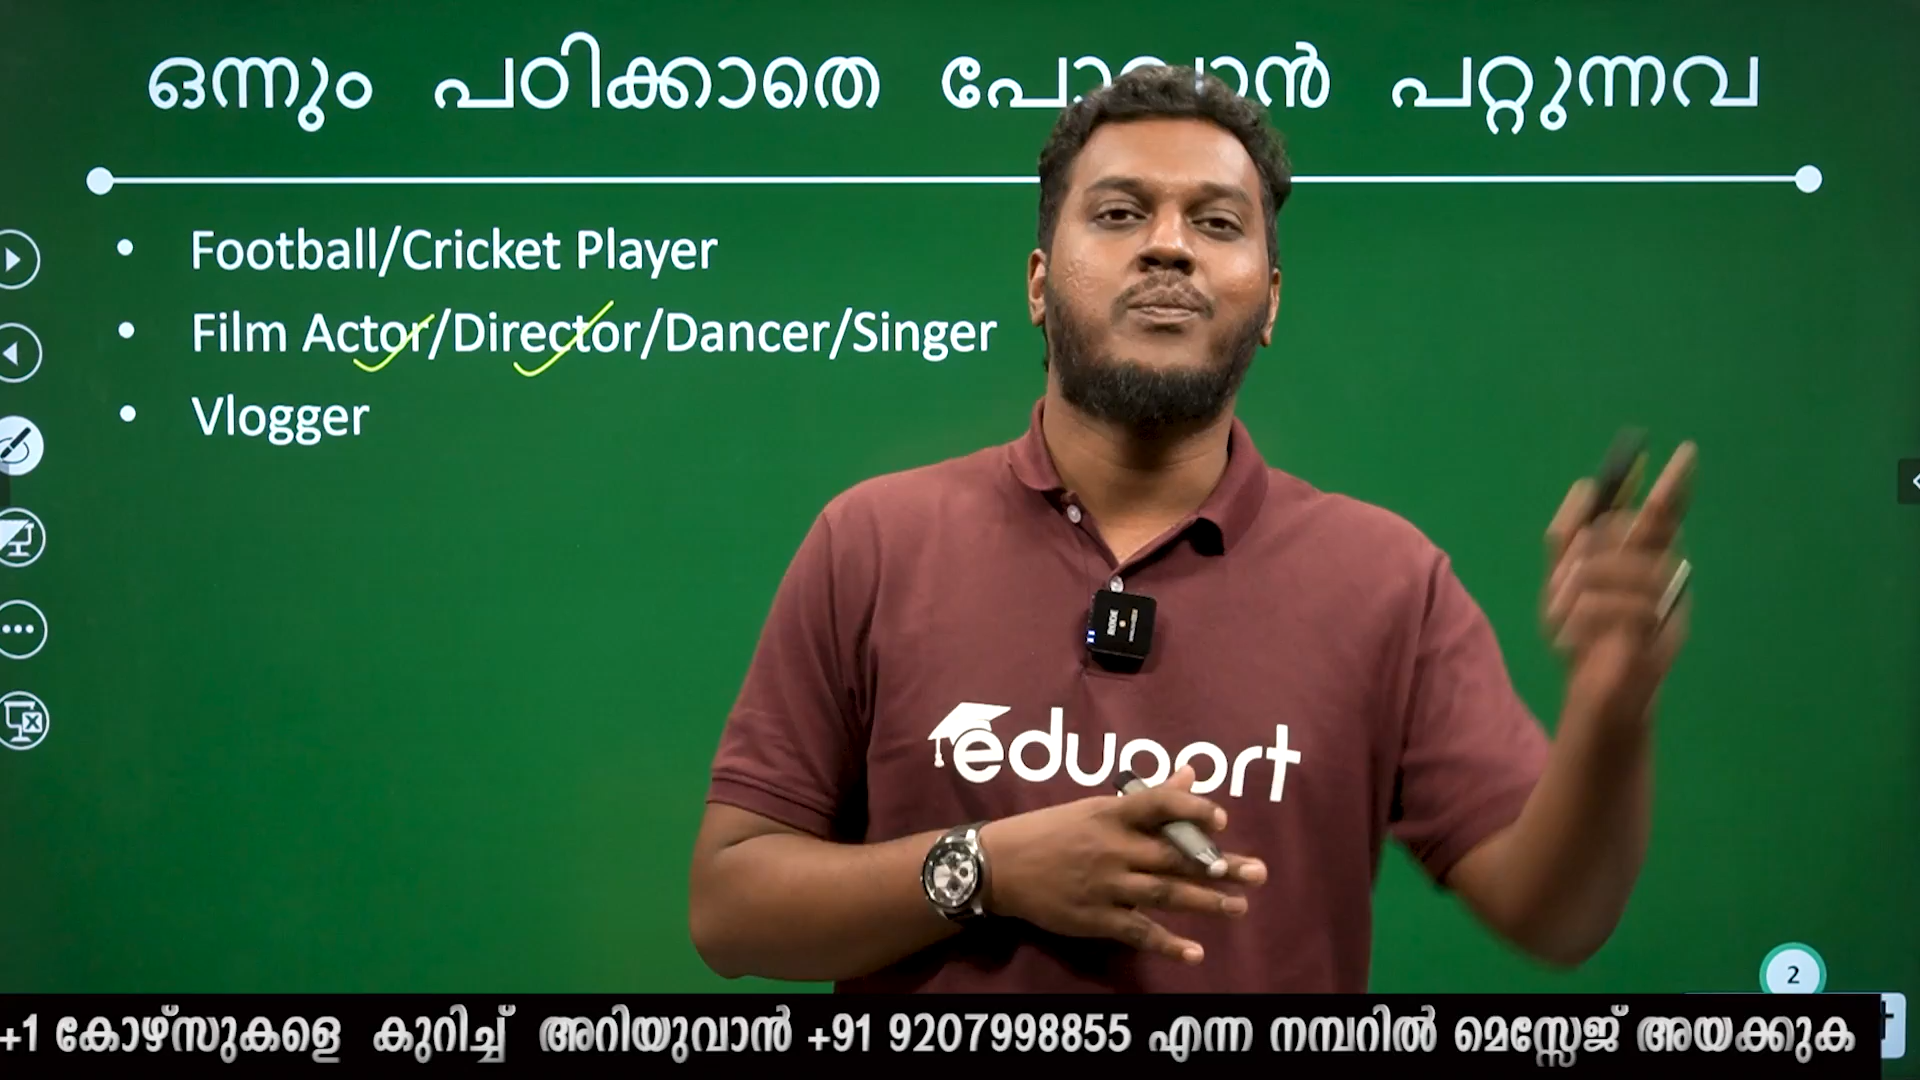 ഒന്നും പഠിക്കാതെ പറ്റുന്നവ
Football/Cricket Player
Film Actor/Director/Dancer/Singer
Vlogger
eduport
2
+1 കോഴ്സുകളെ കുറിച്ച് അറിയുവാൻ +91 9207998855 എന്ന നമ്പറിൽ മെസ്സേജ് അയക്കുക